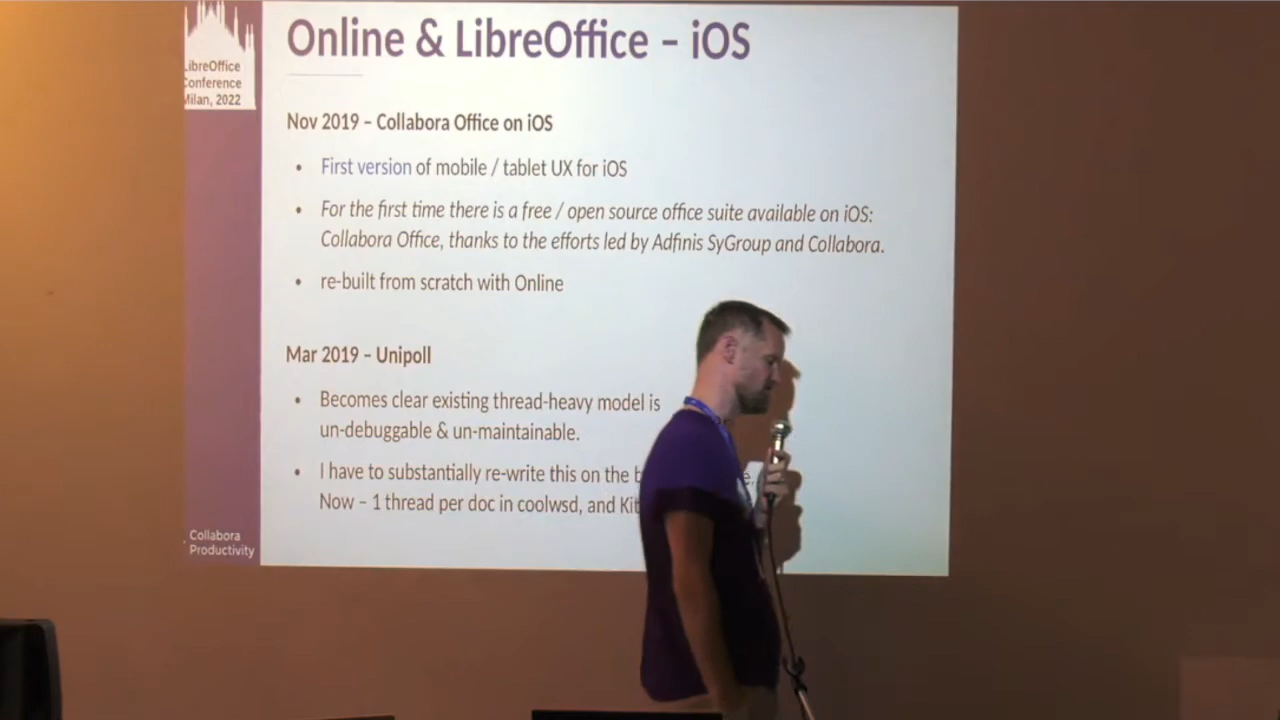 LibreOffice
Conference
Milan, 2022
Online & LibreOffice – iOS
Nov 2019 – Collabora Office on iOS
• First version of mobile / tablet UX for iOS
• For the first time there is a free / open source office suite available on iOS:
Collabora Office, thanks to the efforts led by Adfinis SyGroup and Collabora.
• re-built from scratch with Online
Mar 2019 – Unipoll
• Becomes clear existing thread-heavy model is
un-debuggable & un-maintainable.
• I have to substantially re-write this on the
Now – 1 thread per doc in coolwsd, and
Collabora
Productivity